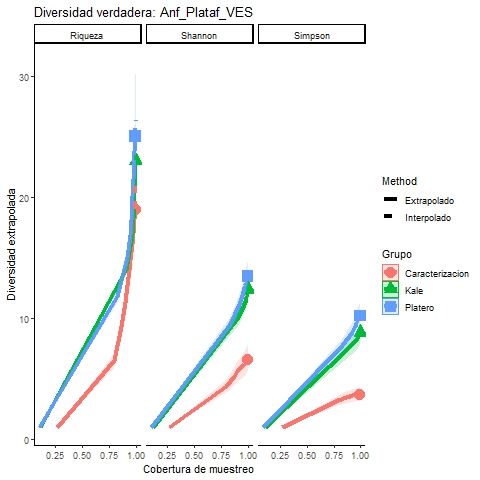 Diversidad verdadera: Anf_Plataf_VES
Riqueza
Shannon
Simpson
30
20
10
0
Diversidad extrapolada
0.25 0.50 0.75 1.00
0.25 0.50 0.75 1.00
0.25 0.50 0.75 1.00
Cobertura de muestreo
Method
Extrapolado
Interpolado
Grupo
Caracterizacion
Kale
Platero